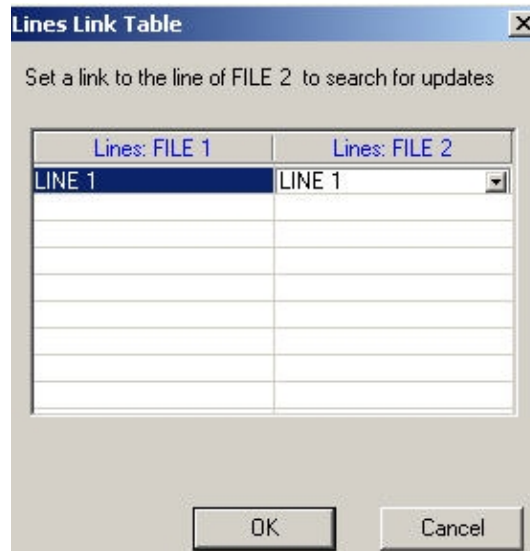 Lines Link Table
Set a link to the line of FILE 2 to search for updates
Lines: FILE 1 Lines: FILE 2
LINE 1 LINE 1
OK Cancel